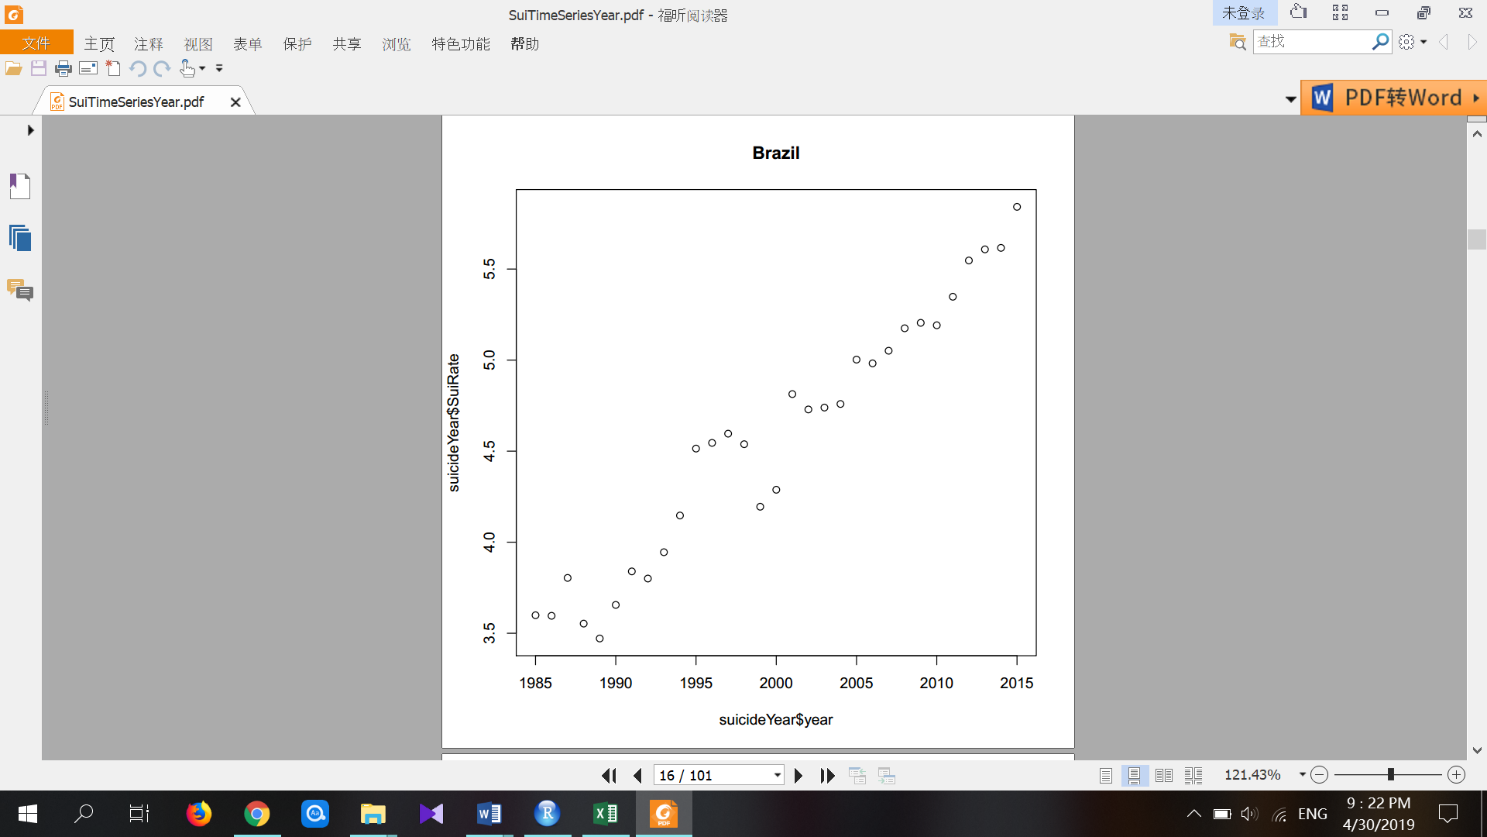 SuiTimeSeriesYear.pdf - 福昕阅读器
未登录
文件 主页 注释 视图 表单 保护 共享 浏览 特色功能 帮助
查找
SuiTimeSeriesYear.pdf
PDF转Word
Brazil
5.5
5.0
4.5
4.0
3.5
suicideYear$SuiRate
1985 1990 1995 2000 2005 2010 2015
suicideYear$year
16 / 101
121.43%
ENG
9 : 22 PM
4/30/2019